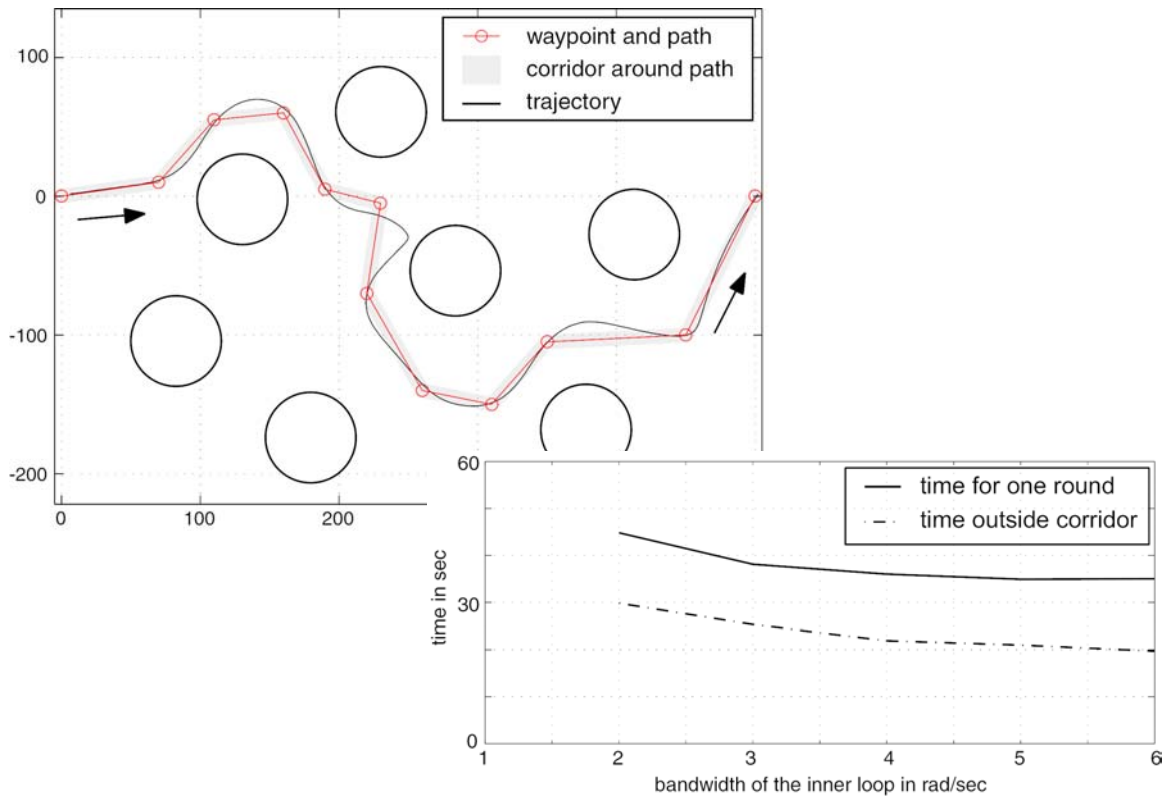 waypoint and path
corridor around path
trajectory
100
0
-100
-200
0 100 200
60
30
0
time in sec
time for one round
time outside corridor
1 2 3 4 5 6
bandwidth of the inner loop in rad/sec